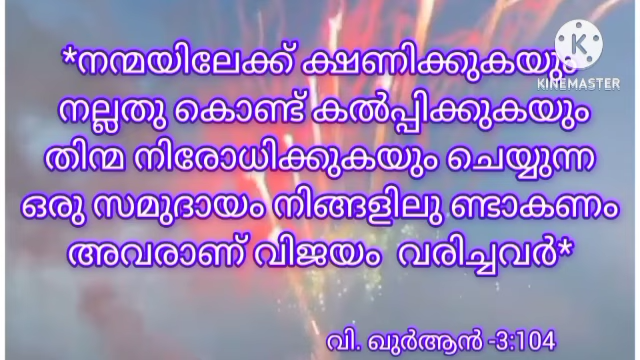 *നന്മയിലേക്ക് ക്ഷണിക്കുകയും
K
KINEMASTER
നല്ലതു കൊണ്ട് കൽപ്പിക്കുകയും
തിന്മ നിരോധിക്കുകയും ചെയ്യുന്ന
ഒരു സമുദായം നിങ്ങളിലു ണ്ടാകണം
അവരാണ് വിജയം വരിച്ചവർ*
വി. ഖുർആൻ -3:104